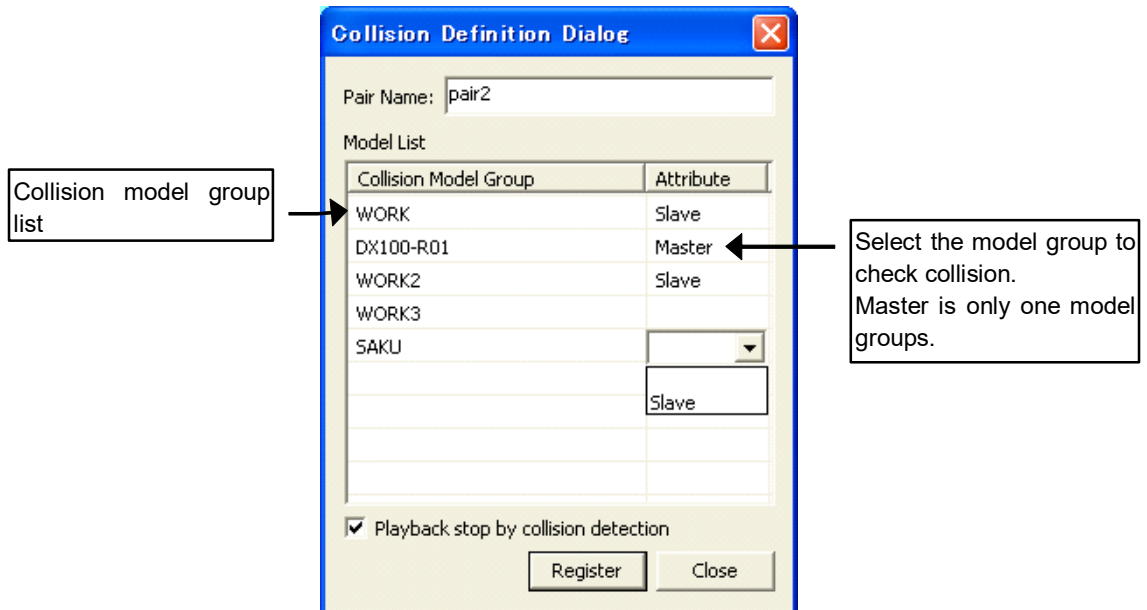 Collision Definition Dialog
Pair Name: pair2
Model List
Collision Model Group Attribute
WORK Slave
DX100-R01 Master
WORK2 Slave
WORK3
SAKU
Slave
Playback stop by collision detection
Register Close
Collision model group
list
Select the model group to
check collision.
Master is only one model
groups.